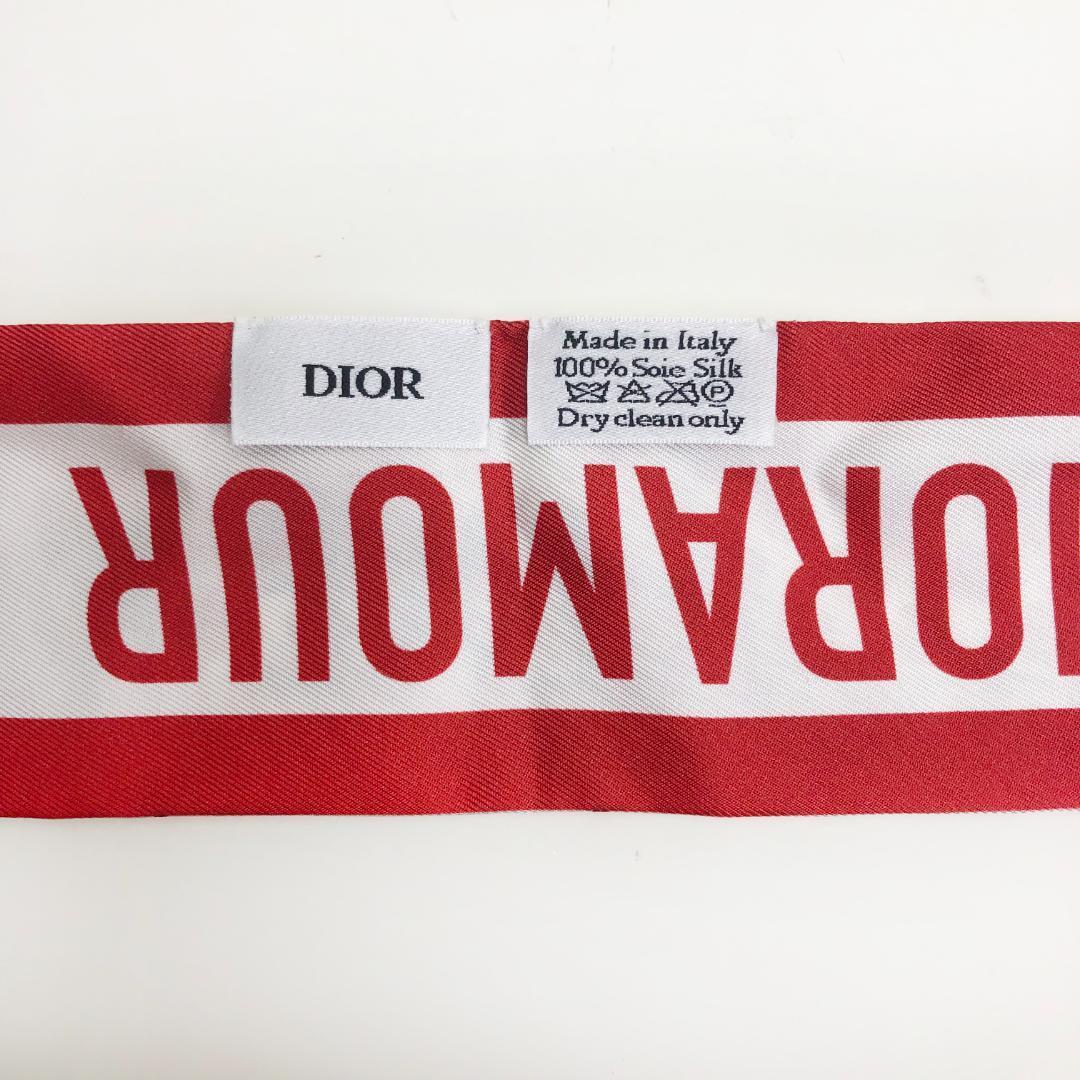 DIOR
Made in Italy
100% Soie Silk
P
Dry clean only
IORAMOUR